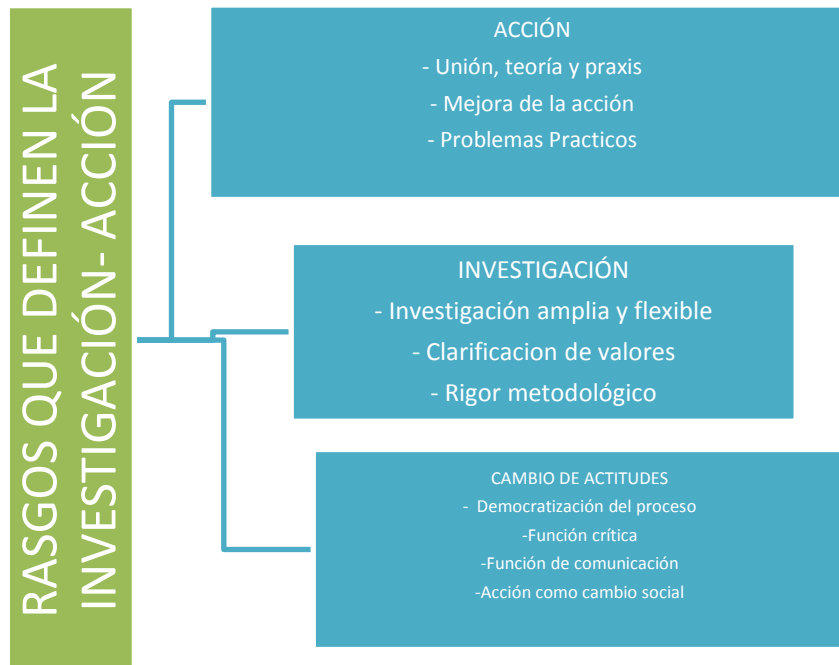 RASGOS QUE DEFINEN LA
INVESTIGACIÓN- ACCIÓN
ACCIÓN
- Unión, teoría y praxis
- Mejora de la acción
- Problemas Practicos
INVESTIGACIÓN
- Investigación amplia y flexible
- Clarificacion de valores
- Rigor metodológico
CAMBIO DE ACTITUDES
- Democratización del proceso
-Función crítica
-Función de comunicación
-Acción como cambio social